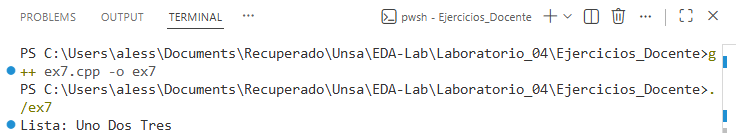 PROBLEMS OUTPUT TERMINAL PORTS pwsh - Ejercicios_Docente
PS C:\Users\aless\Documents\Recuperado\Unsa\EDA-Lab\Laboratorio_04\Ejercicios_Docente>g
++ ex7.cpp -o ex7
PS C:\Users\aless\Documents\Recuperado\Unsa\EDA-Lab\Laboratorio_04\Ejercicios_Docente>.
/ex7
Lista: Uno Dos Tres